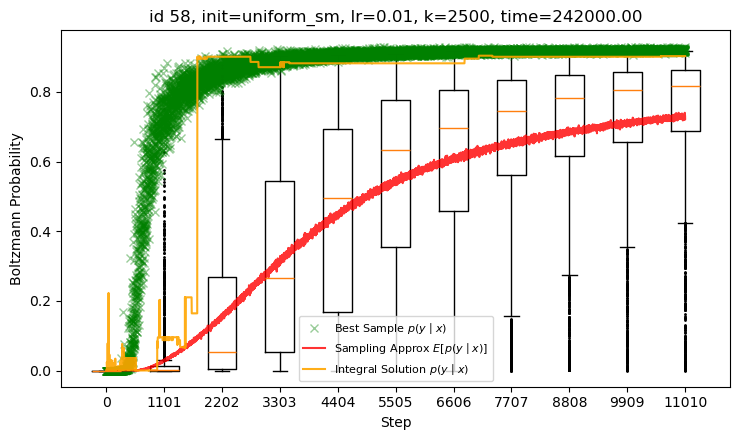 id 58, init=uniform_sm, lr=0.01, k=2500, time=242000.00
Boltzmann Probability
0.8
0.6
0.4
0.2
0.0
Best Sample p(y | x)
Sampling Approx E[p(y | x)]
Integral Solution p(y | x)
0 1101 2202 3303 4404 5505 6606 7707 8808 9909 11010
Step